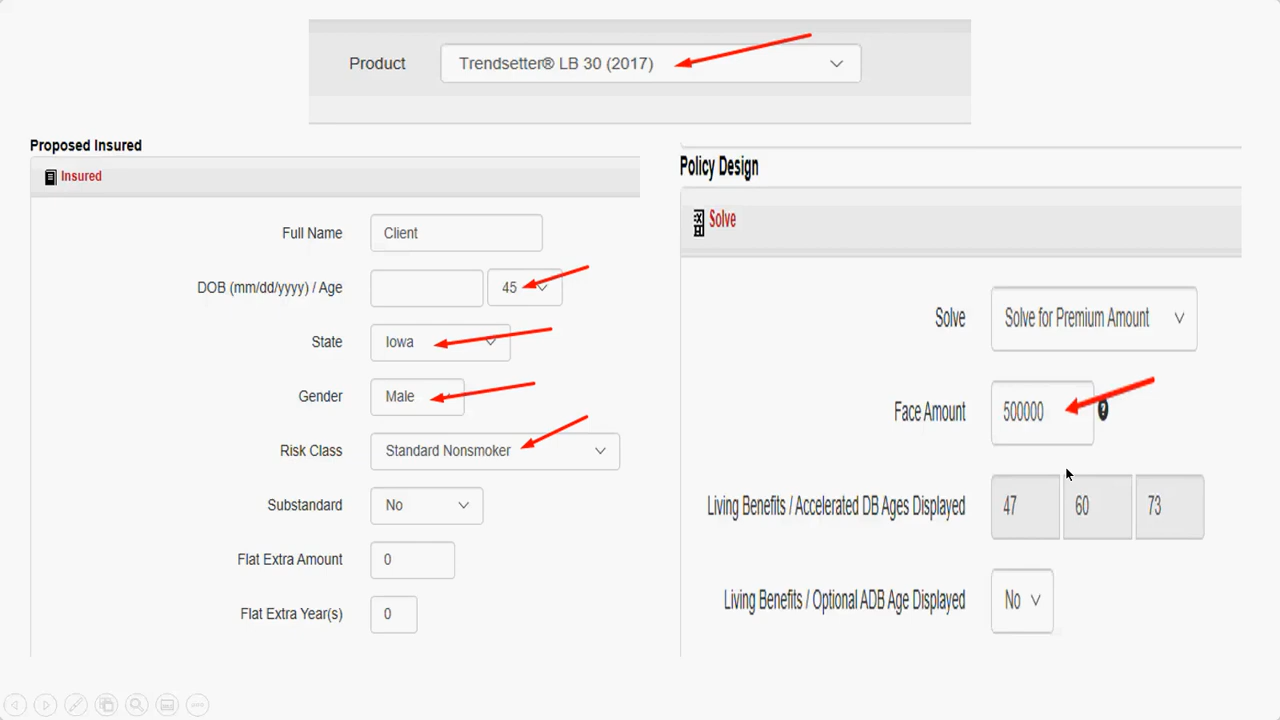 Product Trendsetter® LB 30 (2017)
Proposed Insured
Insured
Full Name Client
DOB (mm/dd/yyyy) / Age 45
State Iowa
Gender Male
Risk Class Standard Nonsmoker
Substandard No
Flat Extra Amount 0
Flat Extra Year(s) 0
Policy Design
Solve
Solve Solve for Premium Amount
Face Amount 500000 ?
Living Benefits / Accelerated DB Ages Displayed 47 60 73
Living Benefits / Optional ADB Age Displayed No